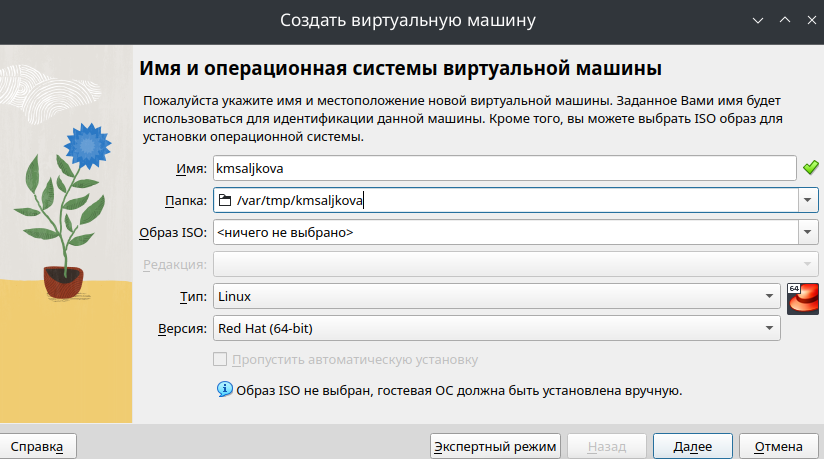 Создать виртуальную машину
Имя и операционная системы виртуальной машины
Пожалуйста укажите имя и местоположение новой виртуальной машины. Заданное Вами имя будет
использоваться для идентификации данной машины. Кроме того, вы можете выбрать ISO образ для
установки операционной системы.
Имя: kmsaljkova
Папка: /var/tmp/kmsaljkova
Образ ISO: <ничего не выбрано>
Редакция:
Тип: Linux
64
Версия: Red Hat (64-bit)
Пропустить автоматическую установку
Образ ISO не выбран, гостевая ОС должна быть установлена вручную.
Справка Экспертный режим Назад Далее Отмена